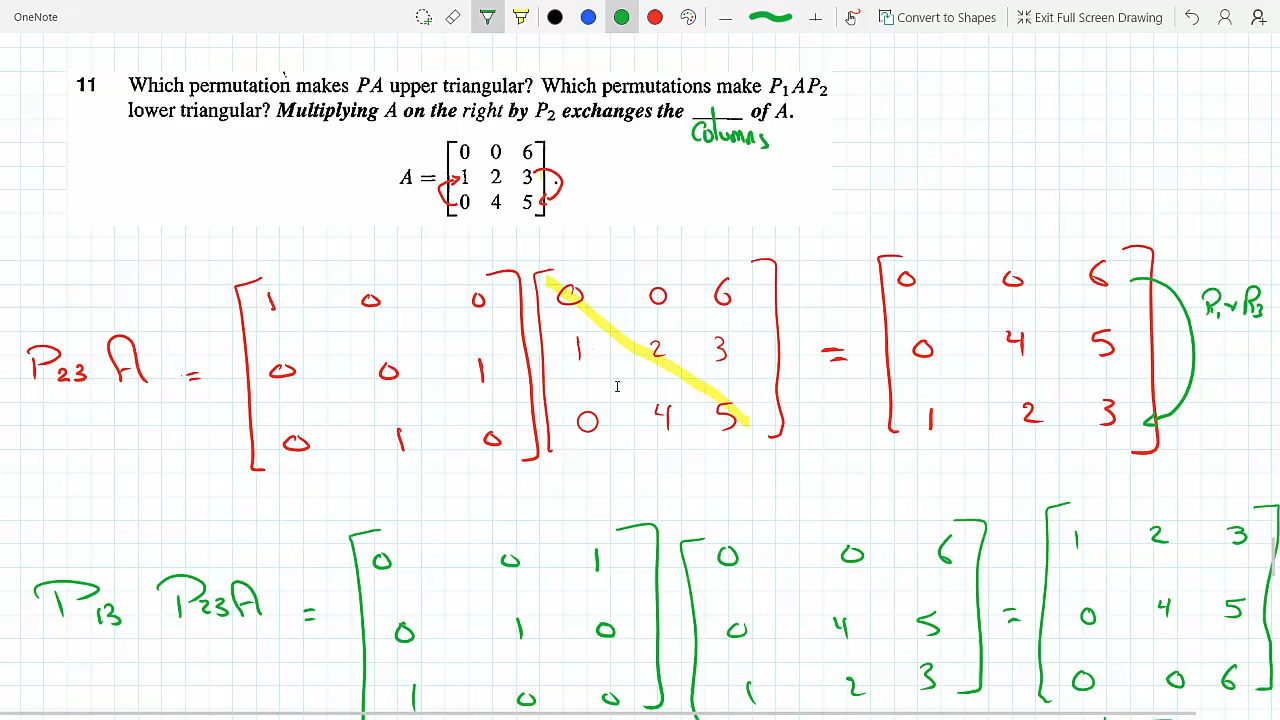 OneNote
Convert to Shapes
Exit Full Screen Drawing
11 Which permutation makes PA upper triangular? Which permutations make P₁AP₂
lower triangular? Multiplying A on the right by P₂ exchanges the ____ of A.
columns
A = [0 0 6
1 2 3
0 4 5].
P₂₃ A = [1 0 0 [0 0 6 = [0 0 6
0 0 1 1 2 3 0 4 5
0 1 0] 0 4 5] 1 2 3]
R₁ & R₃
P₁₃ P₂₃A = [0 0 1 [0 0 6 = [1 2 3
0 1 0 0 4 5 0 4 5
1 0 0] 1 2 3] 0 0 6]